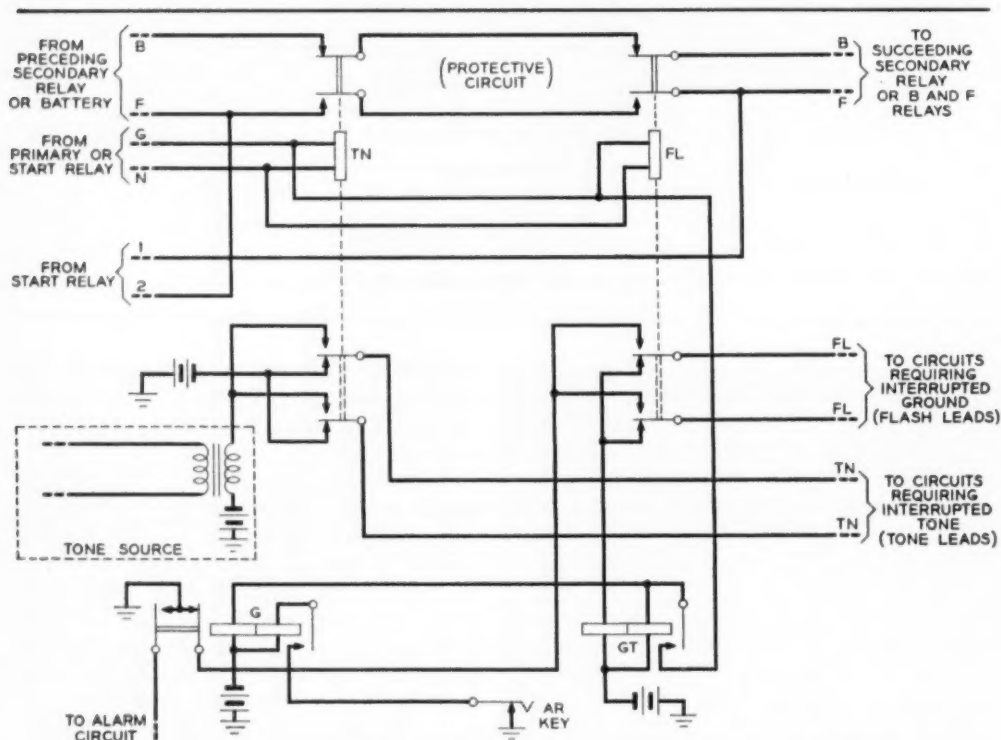 FROM
PRECEDING
SECONDARY
RELAY
OR BATTERY
B
F
(PROTECTIVE
CIRCUIT)
B
F
TO
SUCCEEDING
SECONDARY
RELAY
OR B AND F
RELAYS
FROM
PRIMARY OR
START RELAY
G
N
TN
FL
FROM
START RELAY
1
2
FL
FL
TO CIRCUITS
REQUIRING
INTERRUPTED
GROUND
(FLASH LEADS)
TN
TN
TO CIRCUITS
REQUIRING
INTERRUPTED
TONE
(TONE LEADS)
TONE SOURCE
G
GT
AR
KEY
TO ALARM
CIRCUIT